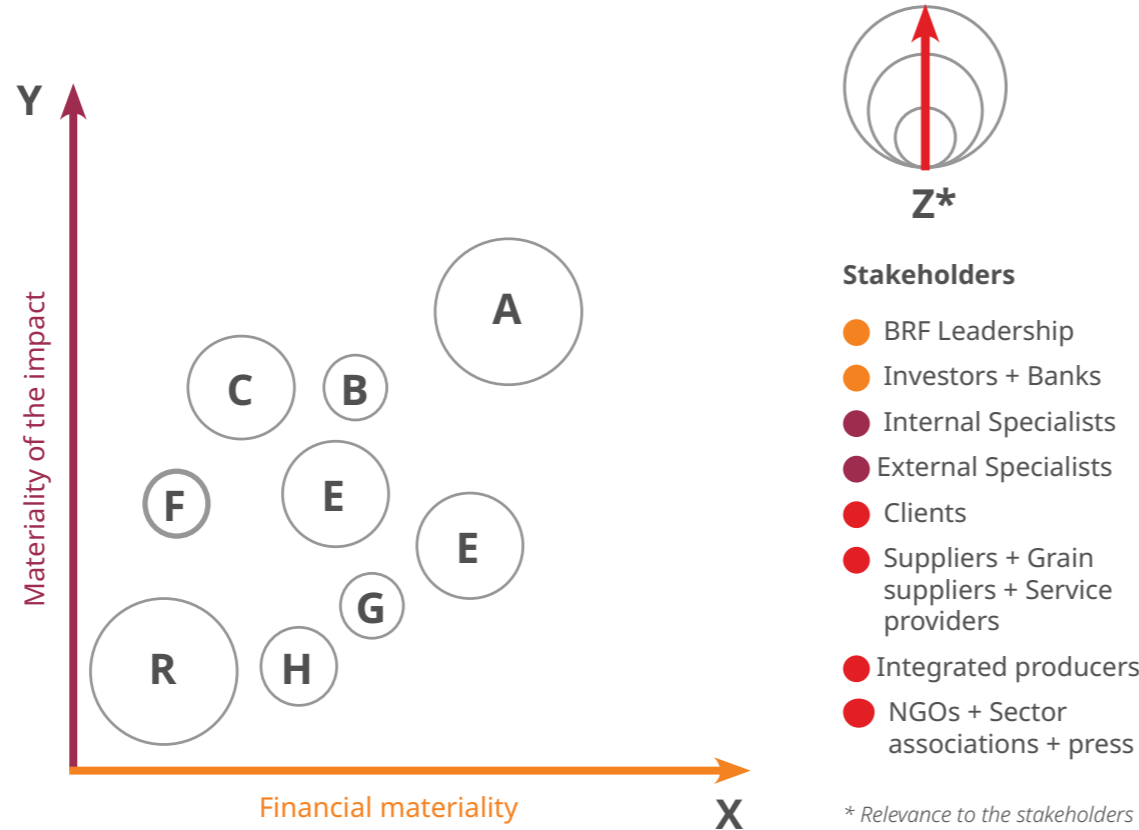 Y
Z*
Materiality of the impact
A
C
B
F
E
E
G
R
H
Financial materiality
X
Stakeholders
BRF Leadership
Investors + Banks
Internal Specialists
External Specialists
Clients
Suppliers + Grain
suppliers + Service
providers
Integrated producers
NGOs + Sector
associations + press
* Relevance to the stakeholders